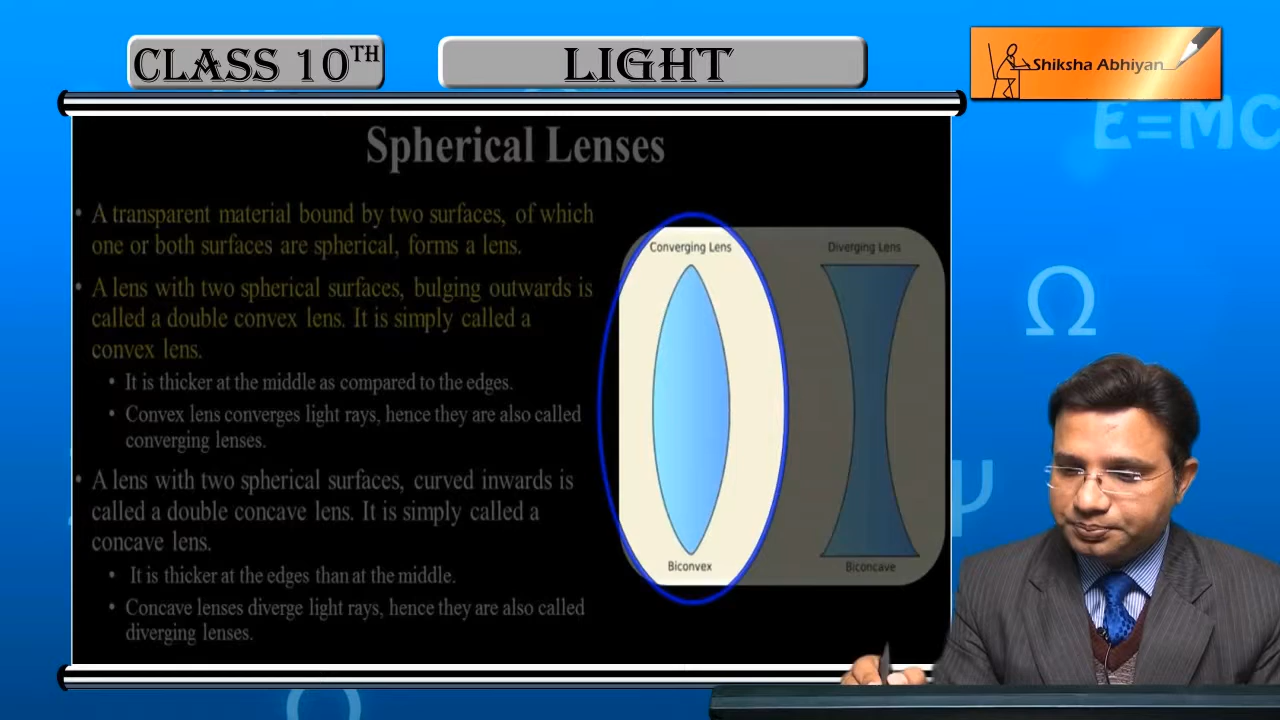 CLASS 10TH
LIGHT
Shiksha Abhiyan
E=MC
Spherical Lenses
• A transparent material bound by two surfaces, of which
one or both surfaces are spherical, forms a lens.
• A lens with two spherical surfaces, bulging outwards is
called a double convex lens. It is simply called a
convex lens.
• It is thicker at the middle as compared to the edges.
• Convex lens converges light rays, hence they are also called
converging lenses.
• A lens with two spherical surfaces, curved inwards is
called a double concave lens. It is simply called a
concave lens.
• It is thicker at the edges than at the middle.
• Concave lenses diverge light rays, hence they are also called
diverging lenses.
Converging Lens
Diverging Lens
Biconvex
Biconcave
Ω
Ψ
Ω